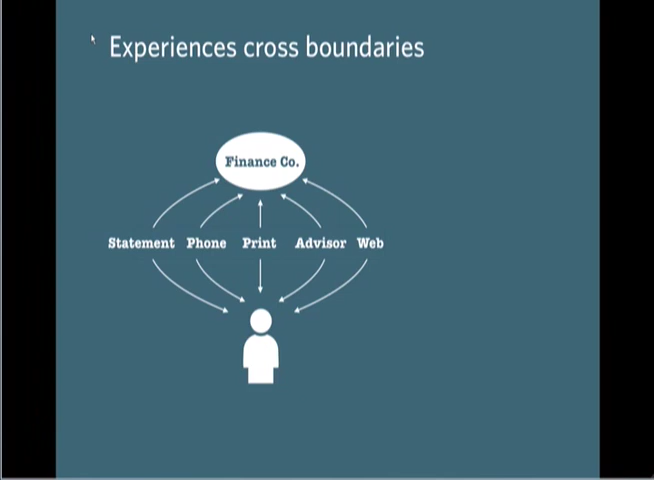 Experiences cross boundaries
Finance Co.
Statement Phone Print Advisor Web